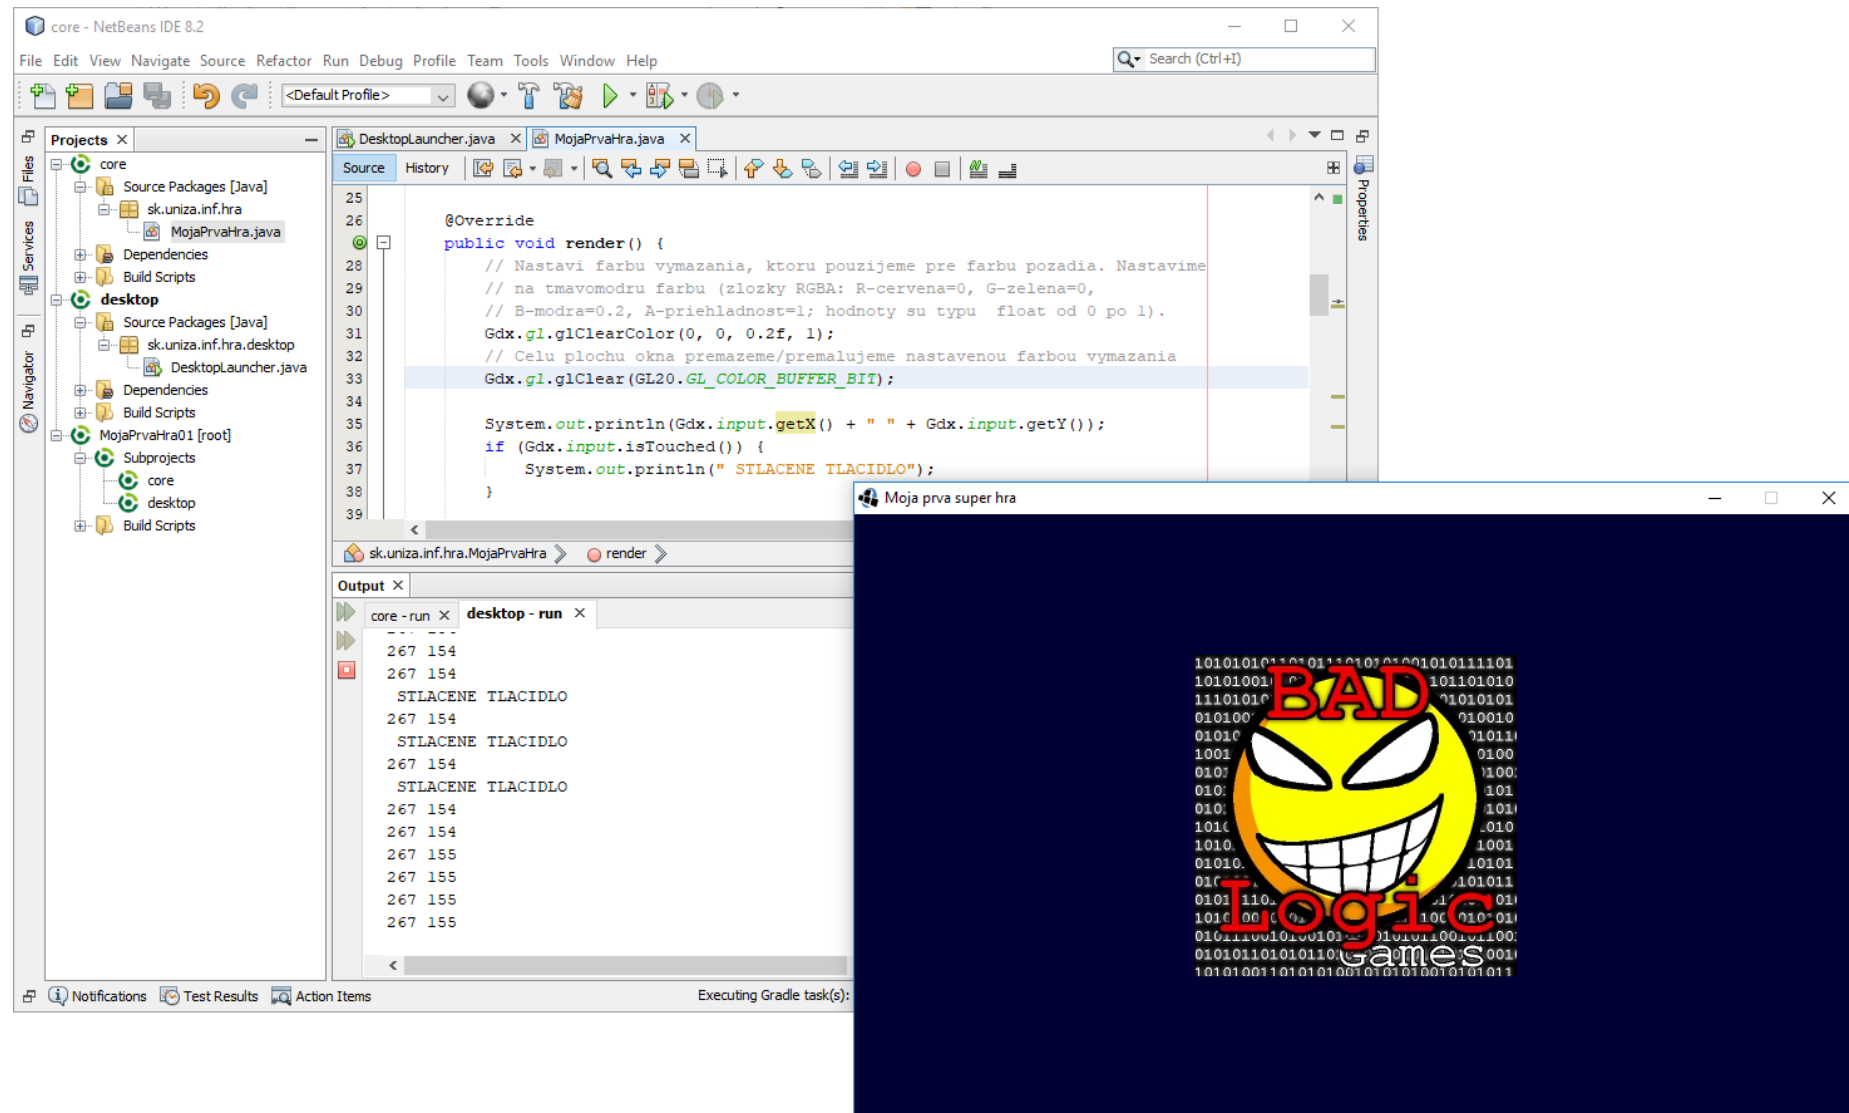 core - NetBeans IDE 8.2
File Edit View Navigate Source Refactor Run Debug Profile Team Tools Window Help
Search (Ctrl+I)
<Default Profile>
Files
Services
Navigator
Projects
core
Source Packages [Java]
sk.uniza.inf.hra
MojaPrvaHra.java
Dependencies
Build Scripts
desktop
Source Packages [Java]
sk.uniza.inf.hra.desktop
DesktopLauncher.java
Dependencies
Build Scripts
MojaPrvaHra01 [root]
Subprojects
core
desktop
Build Scripts
DesktopLauncher.java MojaPrvaHra.java
Source History
Properties
25
26 @Override
public void render() {
28 // Nastavi farbu vymazania, ktoru pouzijeme pre farbu pozadia. Nastavime
29 // na tmavomodru farbu (zlozky RGBA: R-cervena=0, G-zelena=0,
30 // B-modra=0.2, A-priehladnost=1; hodnoty su typu  float od 0 po 1).
31 Gdx.gl.glClearColor(0, 0, 0.2f, 1);
32 // Celu plochu okna premazeme/premalujeme nastavenou farbou vymazania
33 Gdx.gl.glClear(GL20.GL_COLOR_BUFFER_BIT);
34
35 System.out.println(Gdx.input.getX() + " " + Gdx.input.getY());
36 if (Gdx.input.isTouched()) {
37 System.out.println(" STLACENE TLACIDLO");
38 }
39
sk.uniza.inf.hra.MojaPrvaHra render
Output
core - run desktop - run
267 154
267 154
STLACENE TLACIDLO
267 154
STLACENE TLACIDLO
267 154
STLACENE TLACIDLO
267 154
267 154
267 155
267 155
267 155
267 155
Notifications Test Results Action Items
Executing Gradle task(s):
Moja prva super hra
BAD
Logic
Games